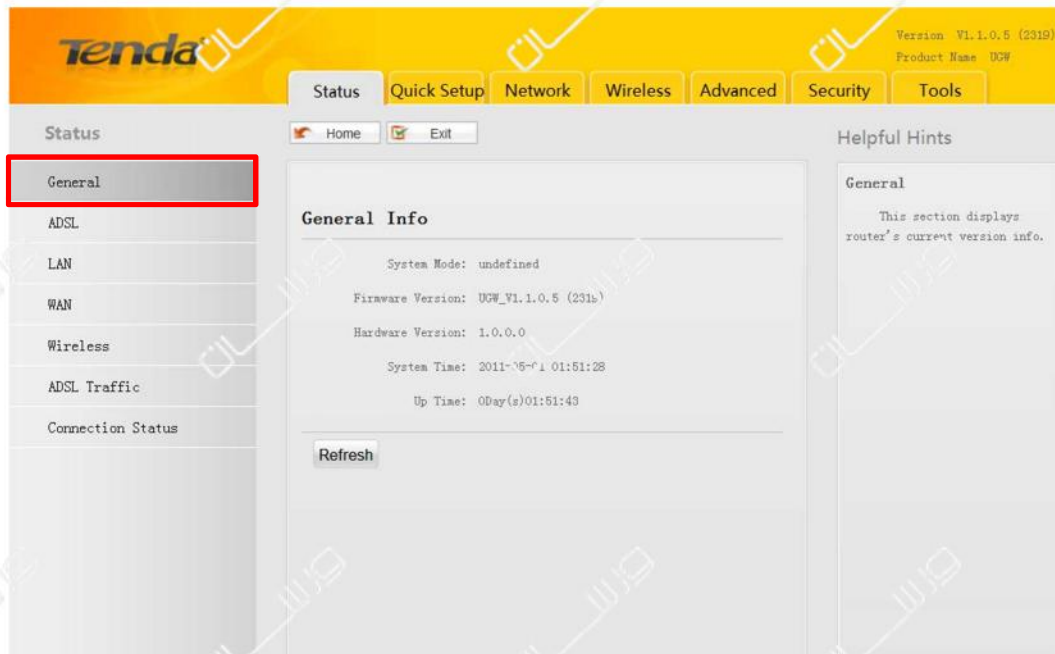 Tenda
Version V1.1.0.5 (2319)
Product Name UGW
Status Quick Setup Network Wireless Advanced Security Tools
Status
General
ADSL
LAN
WAN
Wireless
ADSL Traffic
Connection Status
Home Exit
General Info
System Mode: undefined
Firmware Version: UGW_V1.1.0.5
Hardware Version: 1.0.0.0
System Time: 01:51:28
Up Time: 0Day(s)01:51:43
Refresh
Helpful Hints
General
This section displays
router's current version info.